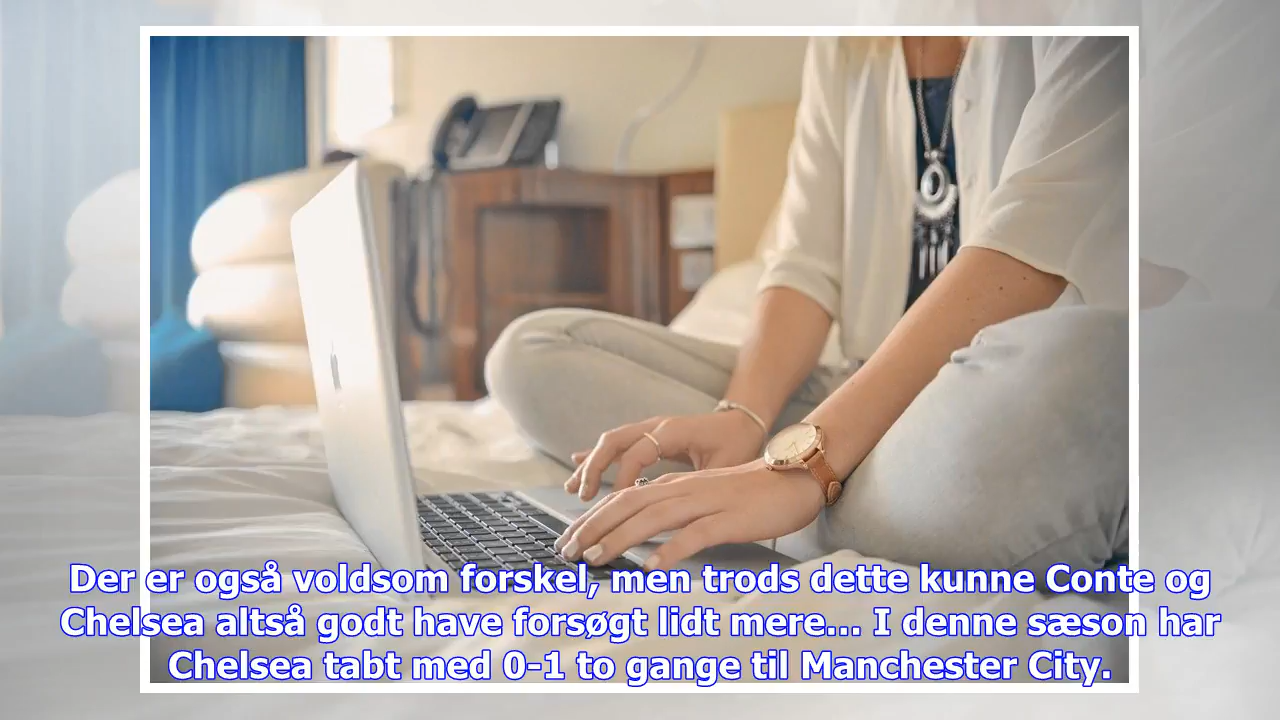 Der er også voldsom forskel, men trods dette kunne Conte og
Chelsea altså godt have forsøgt lidt mere... I denne sæson har
Chelsea tabt med 0-1 to gange til Manchester City.